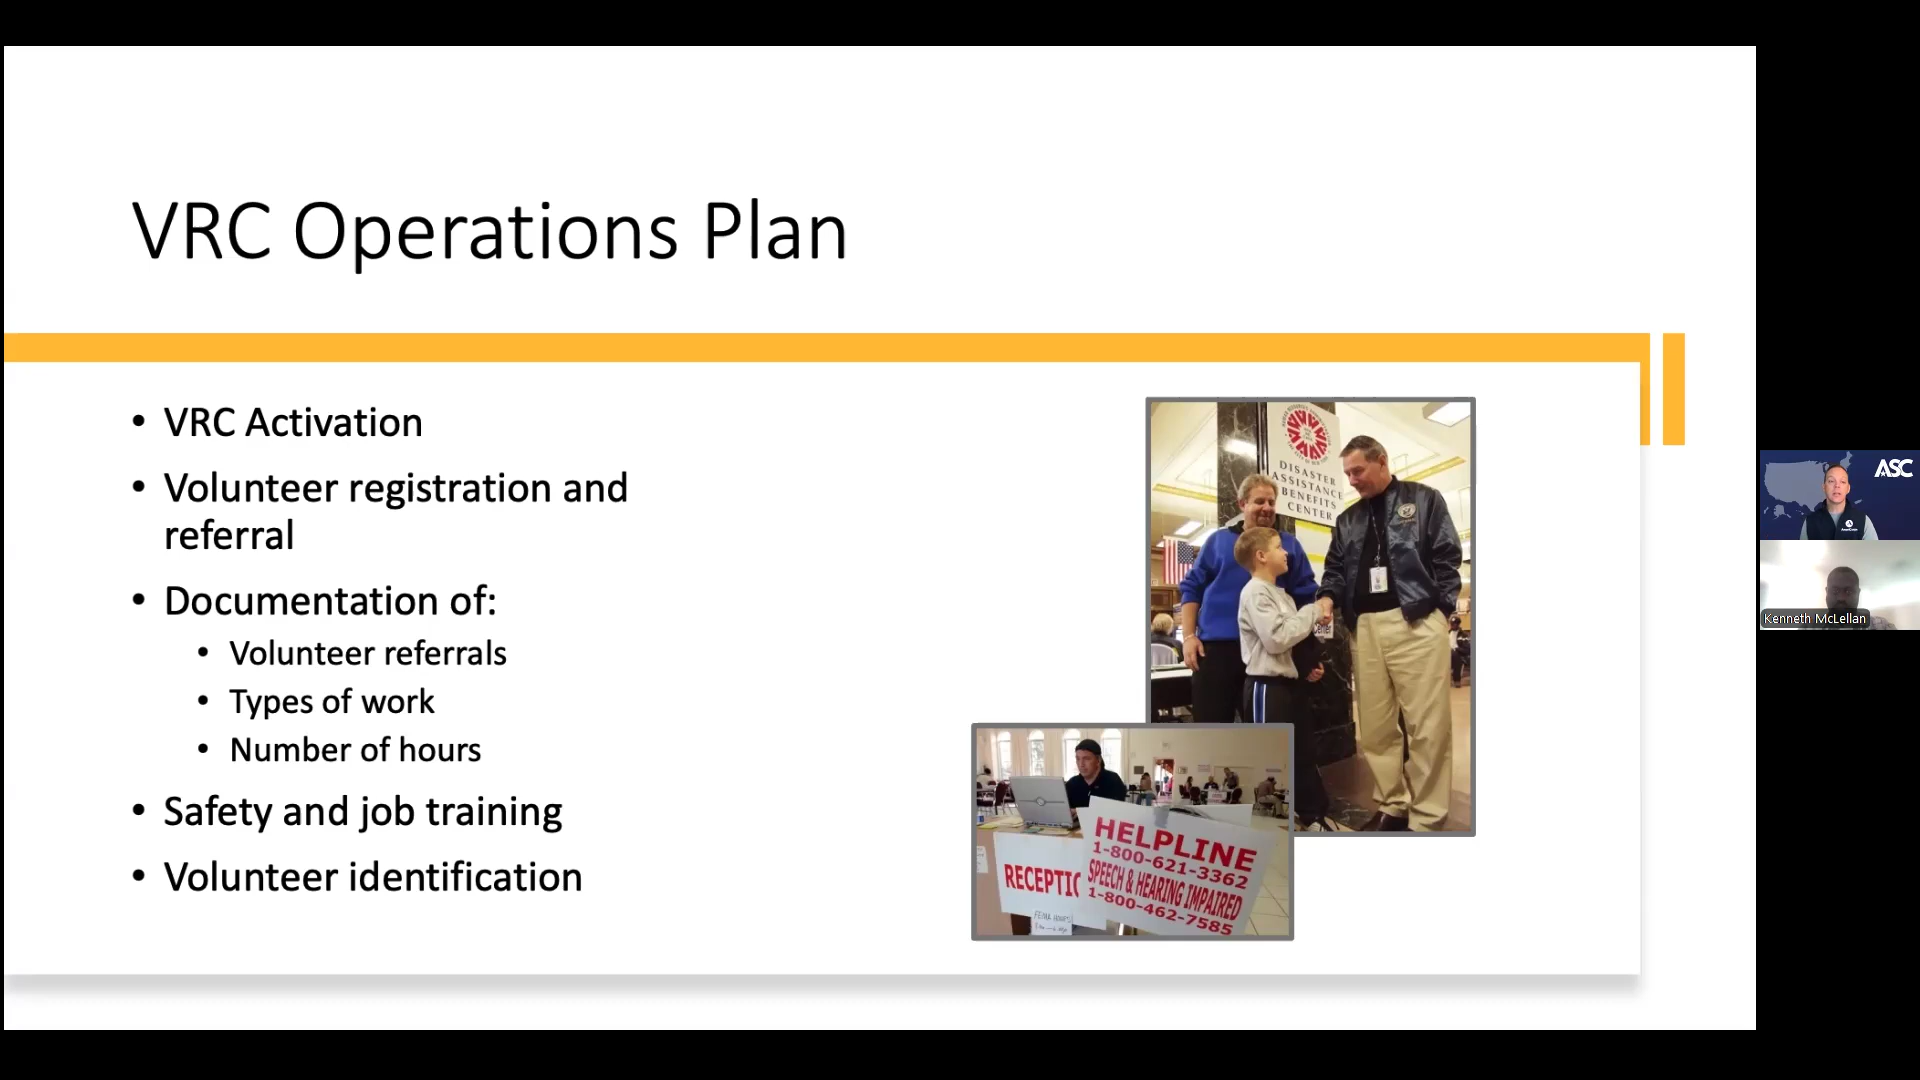 VRC Operations Plan
• VRC Activation
• Volunteer registration and
referral
• Documentation of:
• Volunteer referrals
• Types of work
• Number of hours
• Safety and job training
• Volunteer identification
DISASTER
ASSISTANCE
BENEFITS
CENTER
HELPLINE
1-800-621-3362
SPEECH & HEARING IMPAIRED
1-800-462-7585
RECEPTIO
FEMA HOURS
ASC
Kenneth McLellan